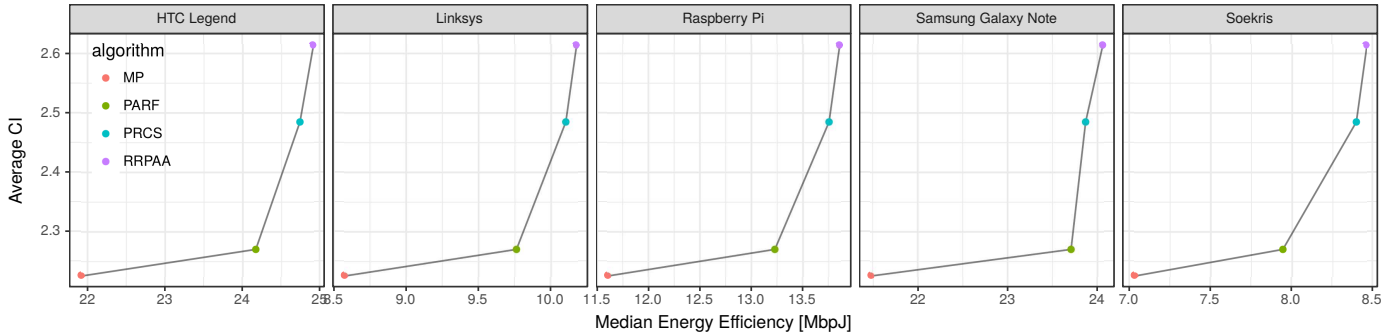 HTC Legend Linksys Raspberry Pi Samsung Galaxy Note Soekris
algorithm
MP
PARF
PRCS
RRPAA
Average CI
2.6
2.5
2.4
2.3
22 23 24 25 8.5 9.0 9.5 10.0 11.5 12.0 12.5 13.0 13.5 22 23 24 7.0 7.5 8.0 8.5
Median Energy Efficiency [MbpJ]